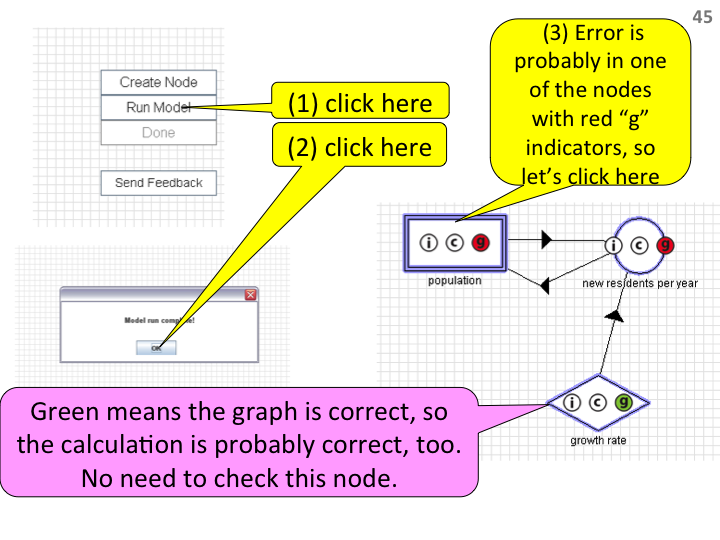 45
Create Node
Run Model
Done
Send Feedback
(1) click here
(2) click here
(3) Error is
probably in one
of the nodes
with red “g”
indicators, so
let’s click here
i c g
population
i c g
new residents per year
Model run complete!
OK
i c g
growth rate
Green means the graph is correct, so
the calculation is probably correct, too.
No need to check this node.